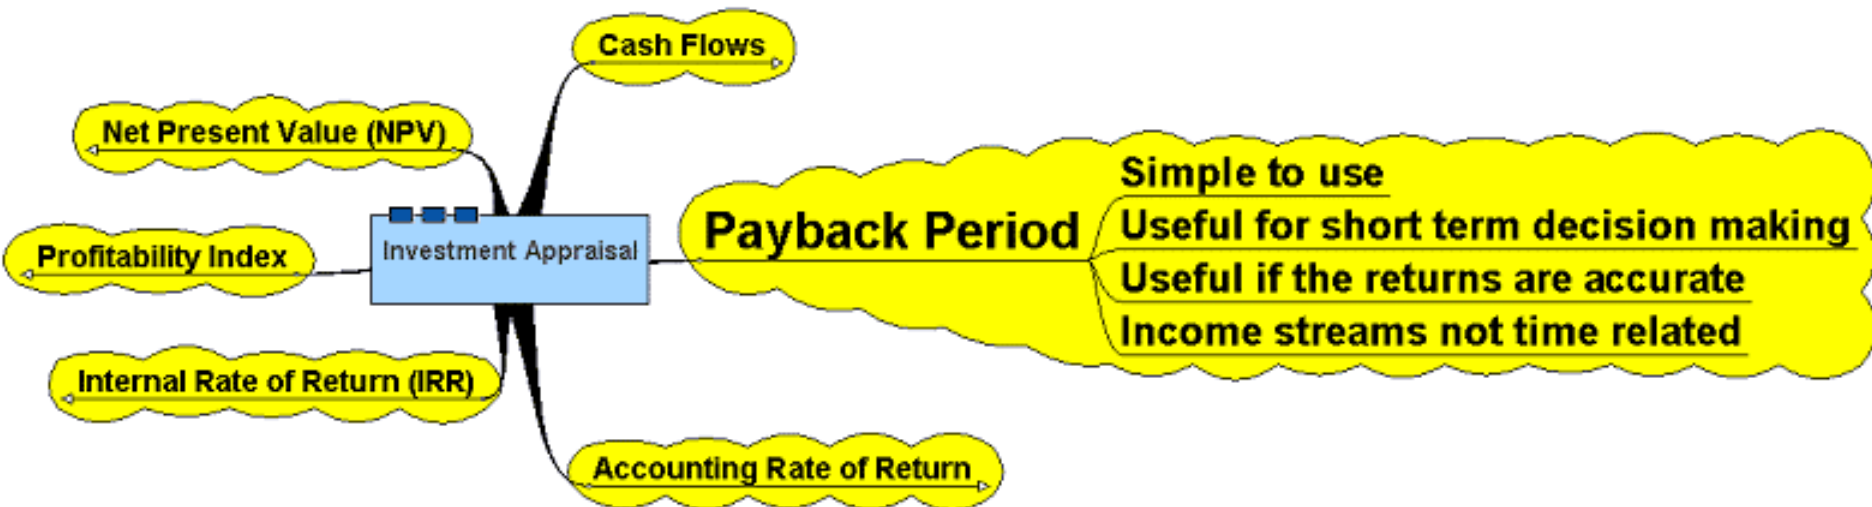 Cash Flows
Net Present Value (NPV)
Profitability Index
Investment Appraisal
Internal Rate of Return (IRR)
Accounting Rate of Return
Payback Period
Simple to use
Useful for short term decision making
Useful if the returns are accurate
Income streams not time related